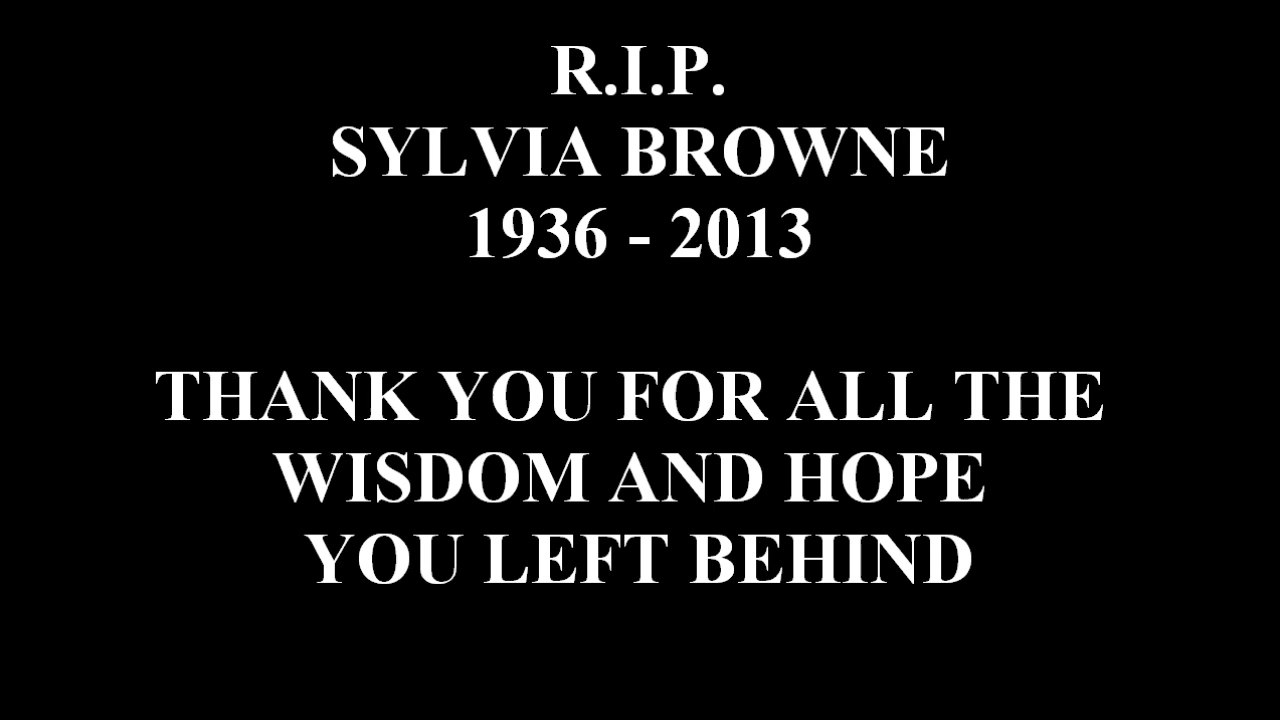 R.I.P.
SYLVIA BROWNE
1936 - 2013
THANK YOU FOR ALL THE
WISDOM AND HOPE
YOU LEFT BEHIND